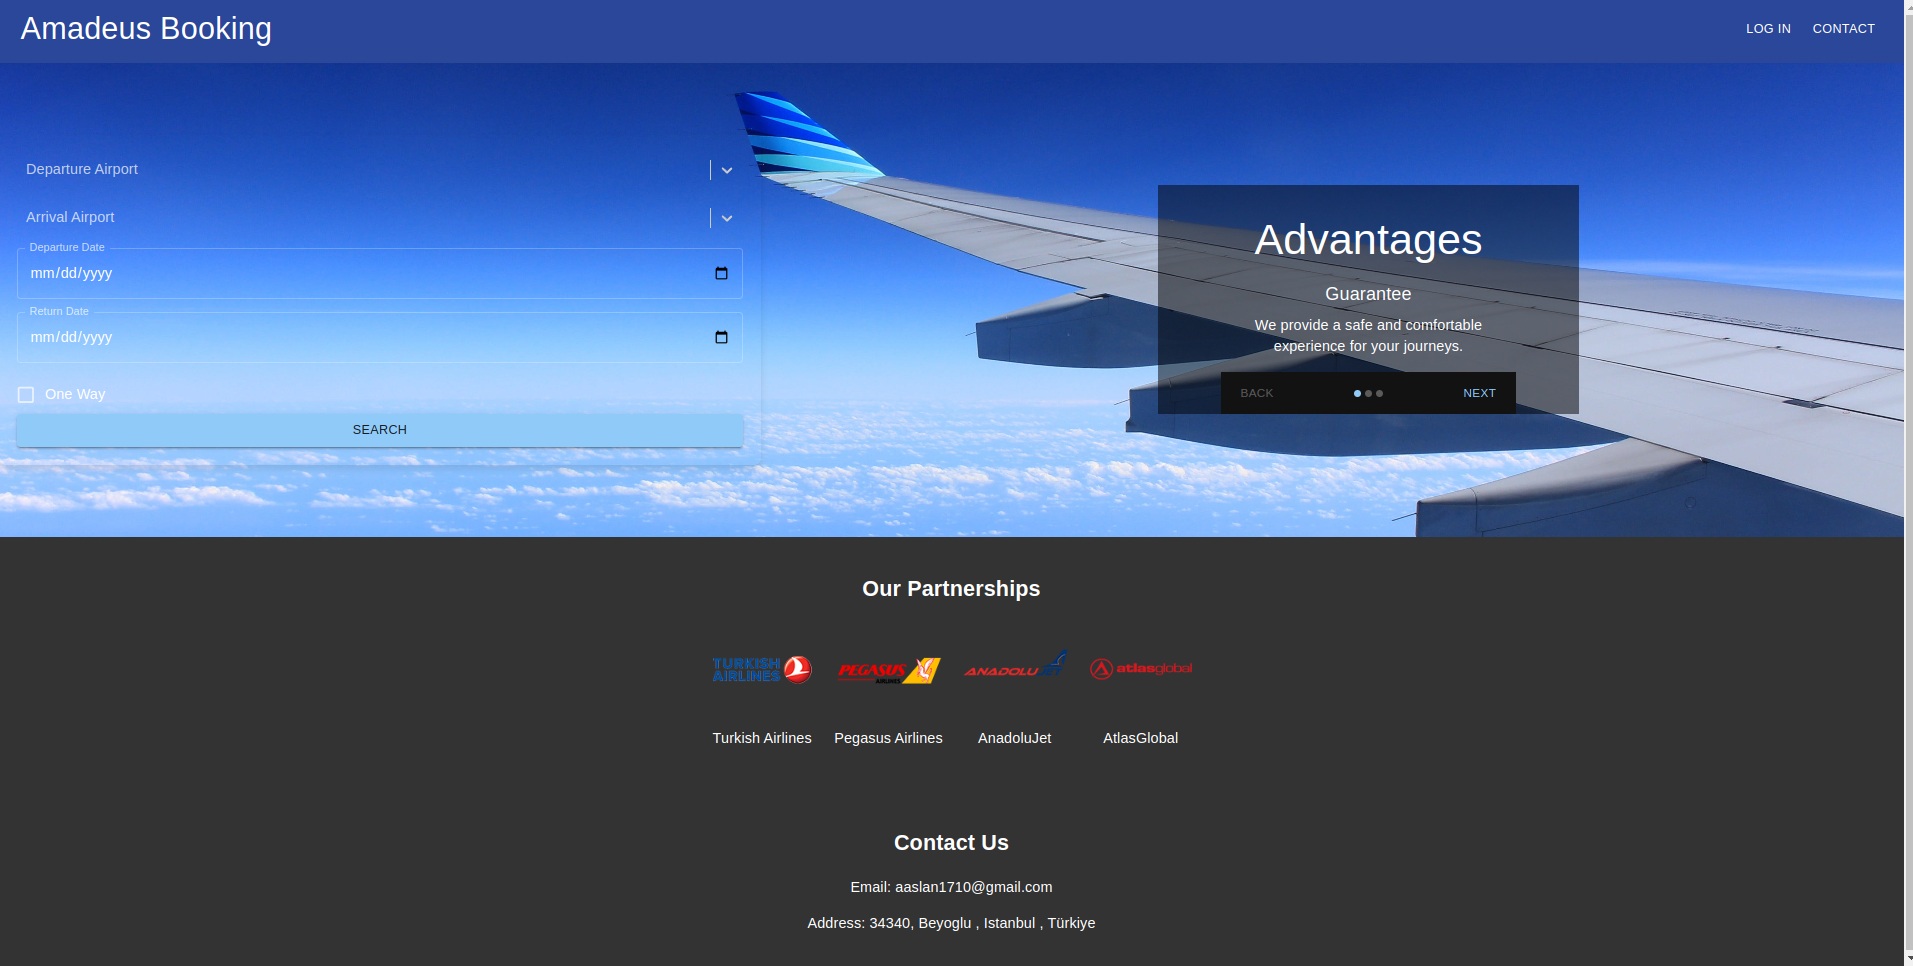 Amadeus Booking
LOG IN
CONTACT
Departure Airport
Arrival Airport
Departure Date
mm/dd/yyyy
Return Date
mm/dd/yyyy
One Way
SEARCH
Advantages
Guarantee
We provide a safe and comfortable
experience for your journeys.
BACK
NEXT
Our Partnerships
TURKISH
AIRLINES
PEGASUS
AIRLINES
ANADOLUJET
atlasglobal
Turkish Airlines
Pegasus Airlines
AnadoluJet
AtlasGlobal
Contact Us
Email: aaslan1710@gmail.com
Address: 34340, Beyoglu , Istanbul , Türkiye